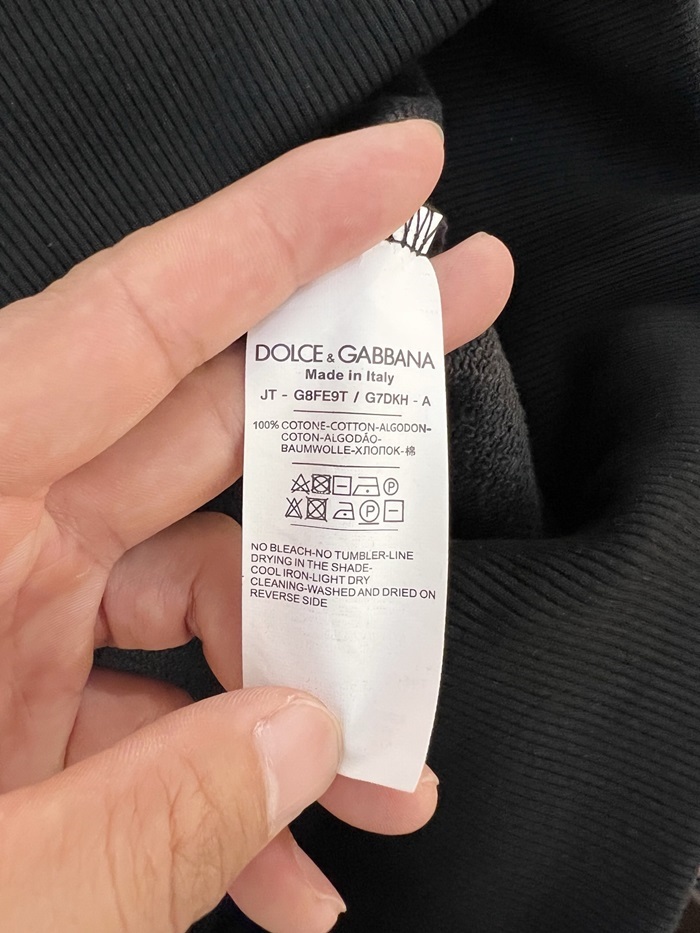 DOLCE & GABBANA
Made in Italy
JT - G8FE9T / G7DKH - A
100% COTONE-COTTON-ALGODON-
COTON-ALGODÃO-
BAUMWOLLE-ХЛОПОК-棉
P
P
NO BLEACH-NO TUMBLER-LINE
DRYING IN THE SHADE-
COOL IRON-LIGHT DRY
CLEANING-WASHED AND DRIED ON
REVERSE SIDE